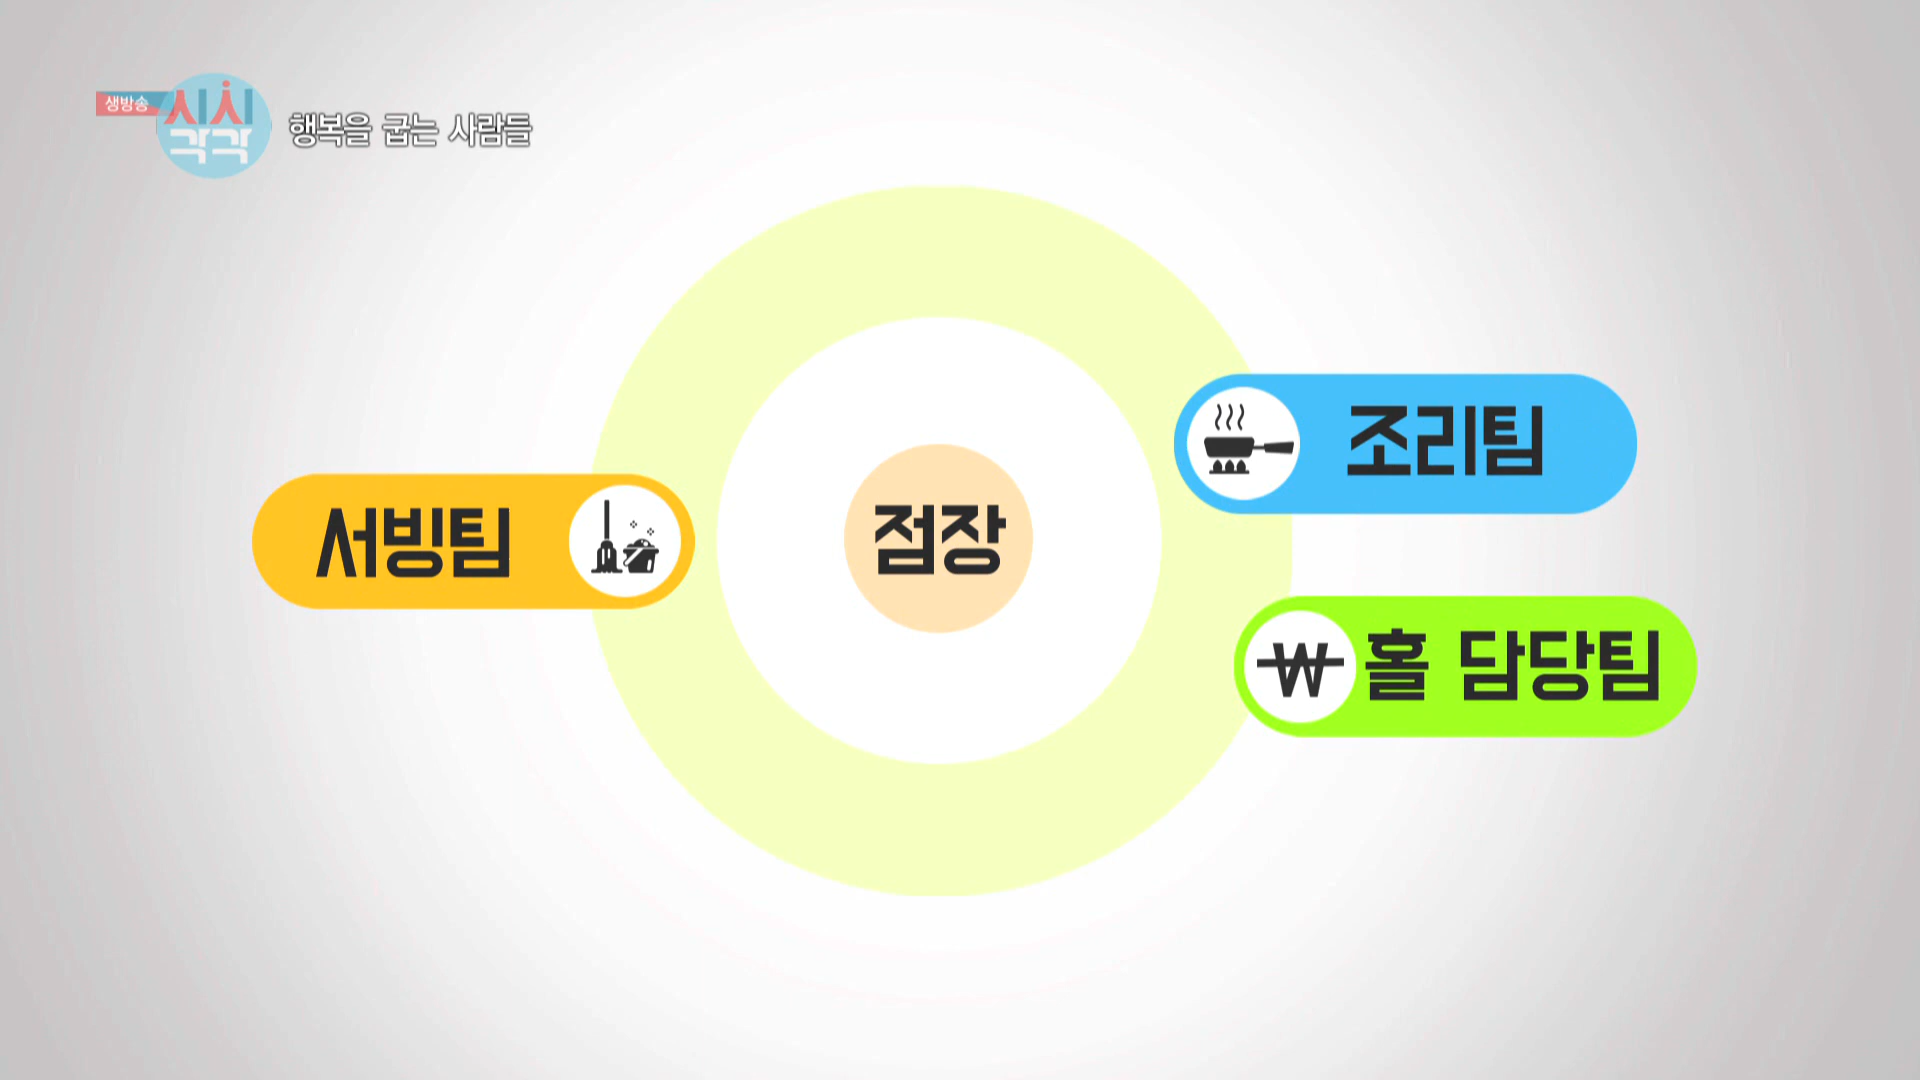 생방송
시시
각각
행복을 굽는 사람들
조리팀
서빙팀
점장
₩ 홀 담당팀